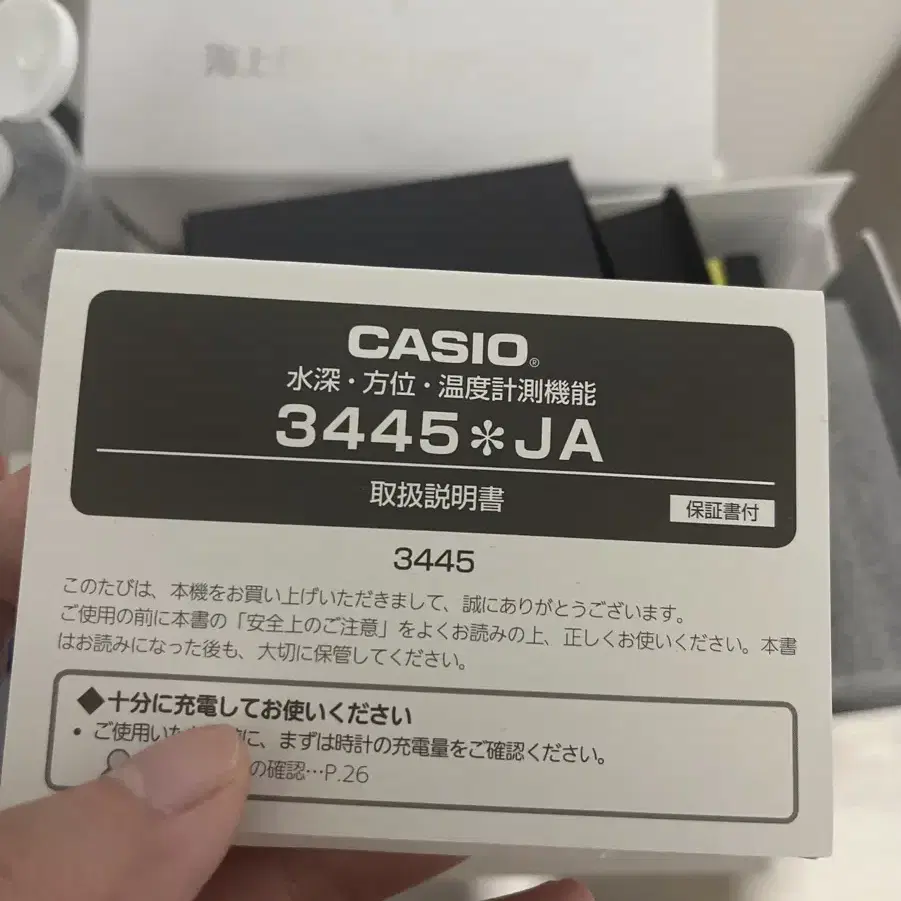 海上
CASIO®
水深・方位・温度計測機能
3445＊JA
取扱説明書
保証書付
3445
このたびは、本機をお買い上げいただきまして、誠にありがとうございます。
ご使用の前に本書の「安全上のご注意」をよくお読みの上、正しくお使いください。本書
はお読みになった後も、大切に保管してください。
◆十分に充電してお使いください
• ご使用いた に、まずは時計の充電量をご確認ください。
の確認…P.26